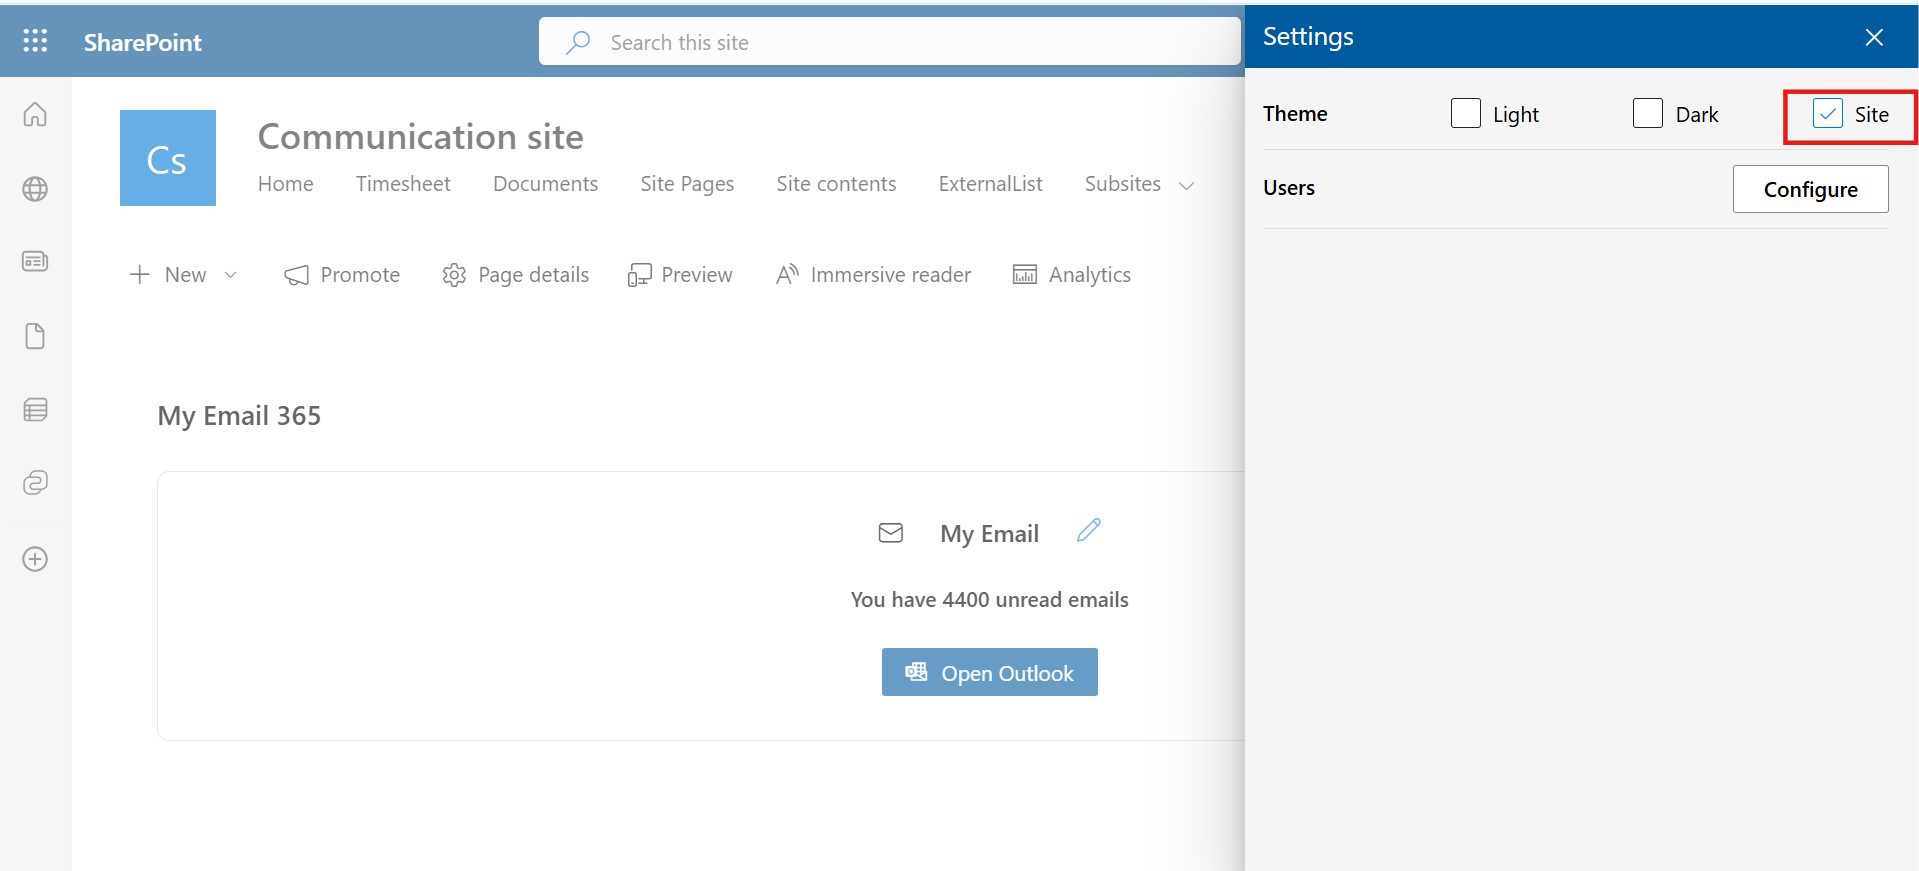 SharePoint
Search this site
Settings
Theme
Light
Dark
Site
Users
Configure
Cs
Communication site
Home Timesheet Documents Site Pages Site contents ExternalList Subsites
New Promote Page details Preview Immersive reader Analytics
My Email 365
My Email
You have 4400 unread emails
Open Outlook